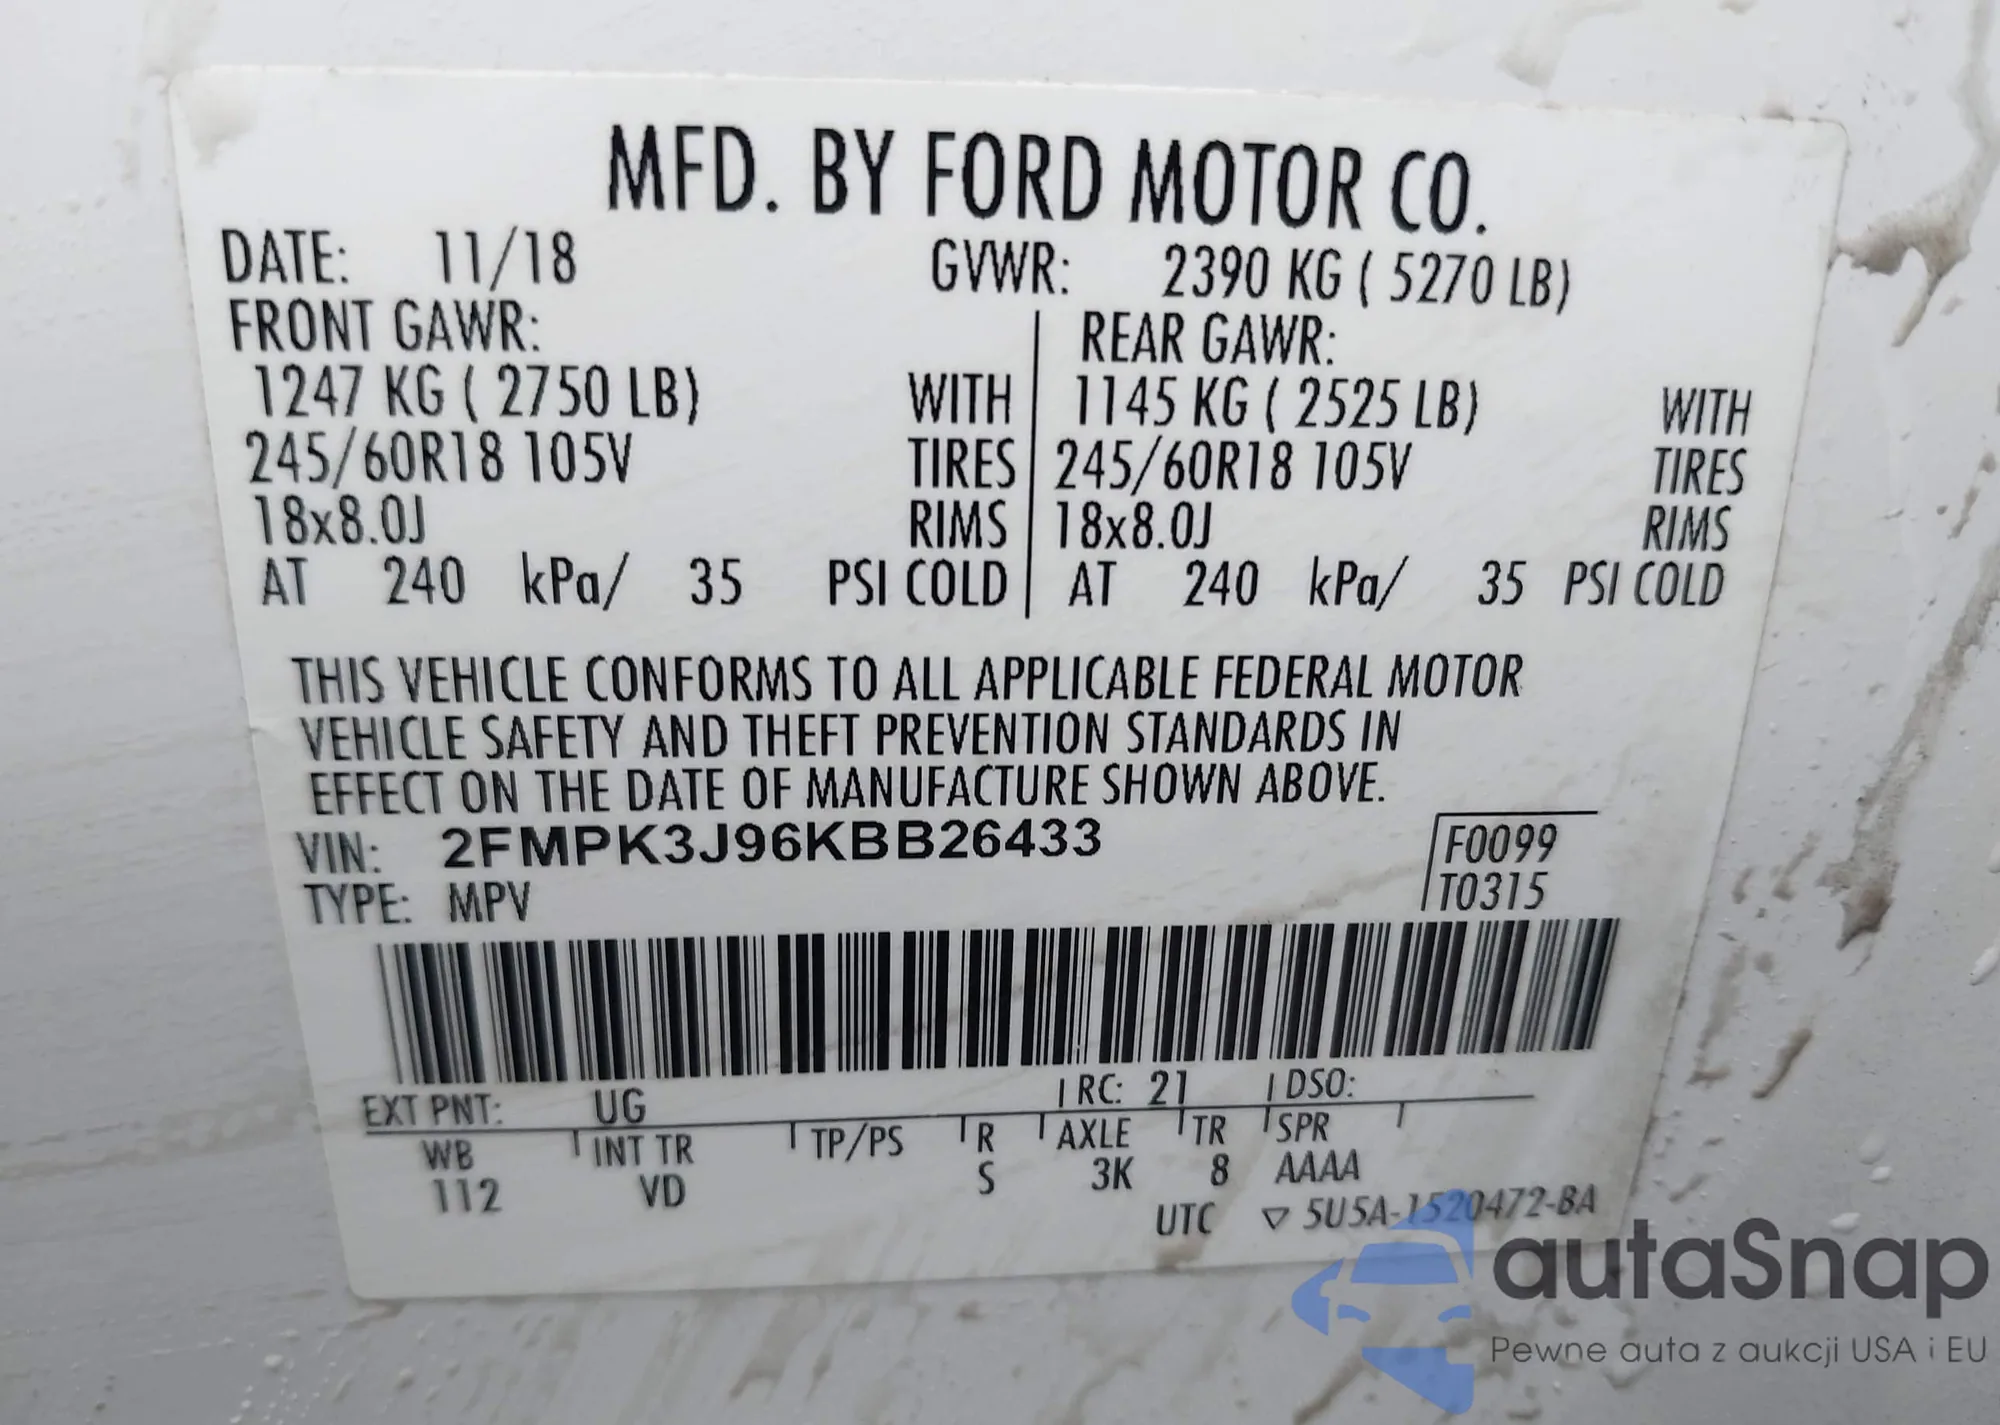 MFD. BY FORD MOTOR CO.
DATE: 11/18 GVWR: 2390 KG ( 5270 LB)
FRONT GAWR: REAR GAWR:
1247 KG ( 2750 LB) WITH 1145 KG ( 2525 LB) WITH
245/60R18 105V TIRES 245/60R18 105V TIRES
18x8.0J RIMS 18x8.0J RIMS
AT 240 kPa/ 35 PSI COLD AT 240 kPa/ 35 PSI COLD
THIS VEHICLE CONFORMS TO ALL APPLICABLE FEDERAL MOTOR
VEHICLE SAFETY AND THEFT PREVENTION STANDARDS IN
EFFECT ON THE DATE OF MANUFACTURE SHOWN ABOVE.
VIN: 2FMPK3J96KBB26433 F0099
TYPE: MPV T0315
EXT PNT: UG RC: 21 DSO:
WB INT TR TP/PS R AXLE TR SPR
112 VD S 3K 8 AAAA
UTC ▽ 5U5A-1520472-BA
autaSnap
Pewne auta z aukcji USA i EU